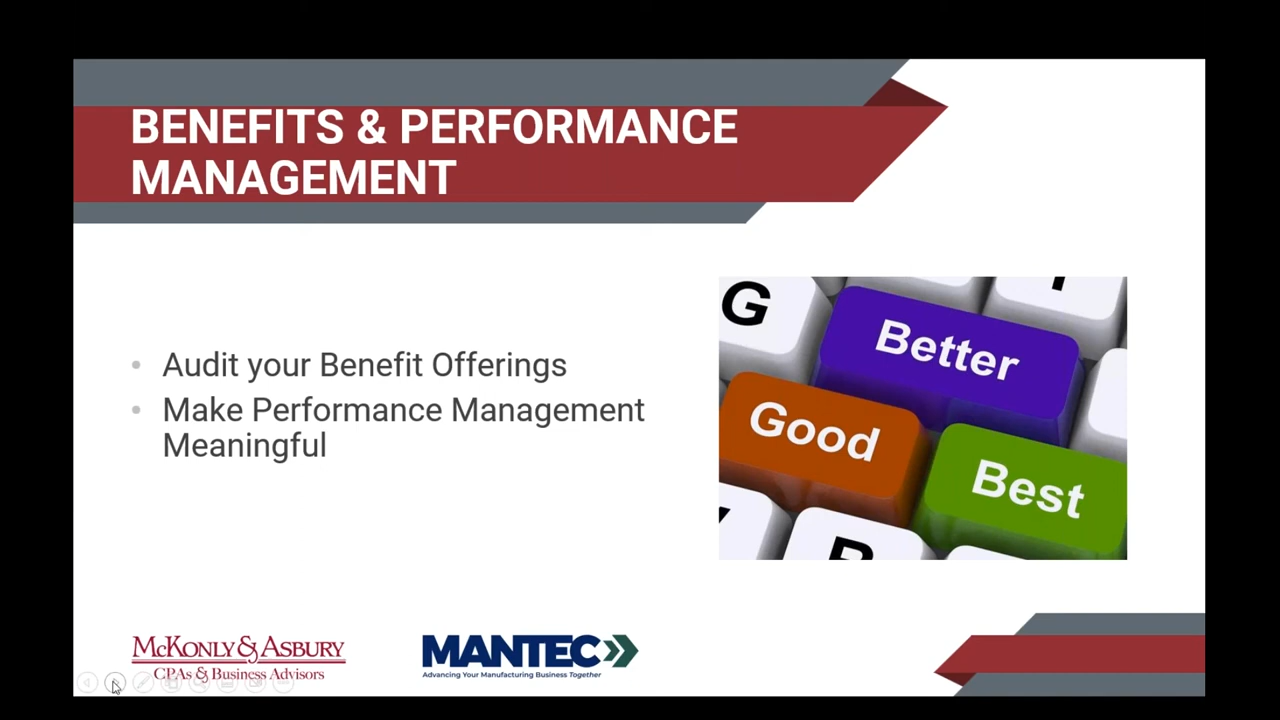 BENEFITS & PERFORMANCE
MANAGEMENT
• Audit your Benefit Offerings
• Make Performance Management
Meaningful
G
Better
Good
Best
McKonly & Asbury
CPAs & Business Advisors
MANTEC
Advancing Your Manufacturing Business Together